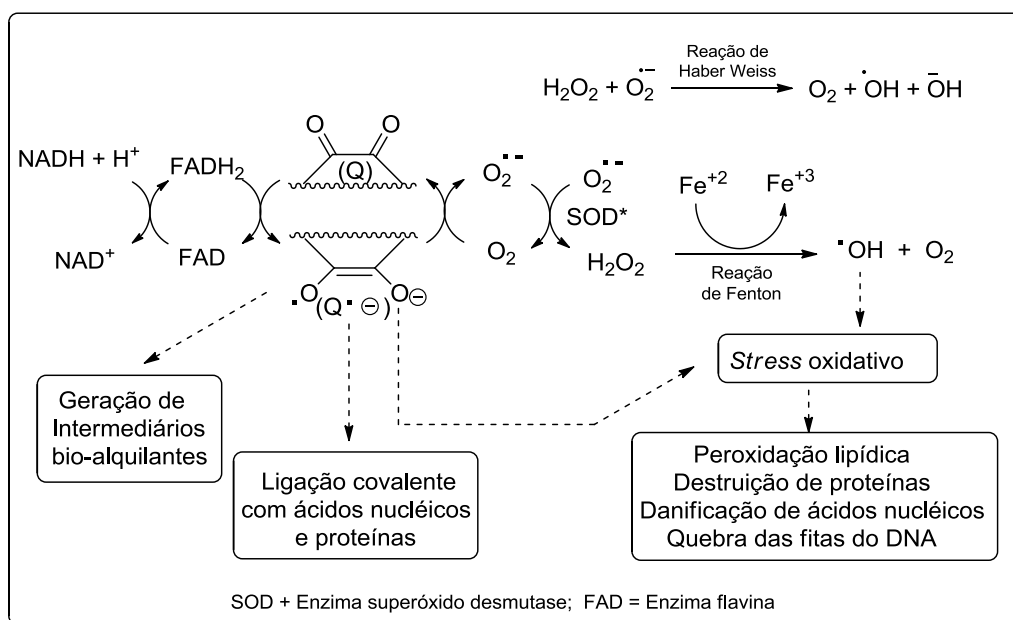 Reação de
Haber Weiss
H₂O₂ + O₂•− O₂ + •OH + −OH
O O
(Q)
NADH + H⁺ FADH₂ O₂•− O₂•− Fe⁺² Fe⁺³
SOD*
NAD⁺ FAD O₂ H₂O₂ •OH + O₂
Reação
de Fenton
•O (Q•⊖) O⊖
Stress oxidativo
Geração de
Intermediários
bio-alquilantes
Ligação covalente
com ácidos nucléicos
e proteínas
Peroxidação lipídica
Destruição de proteínas
Danificação de ácidos nucléicos
Quebra das fitas do DNA
SOD + Enzima superóxido desmutase; FAD = Enzima flavina